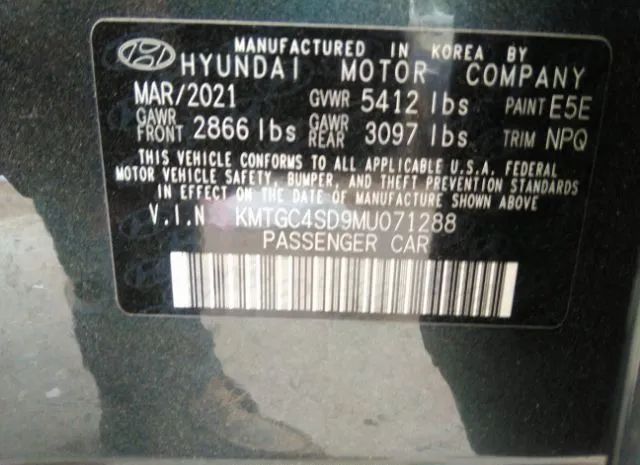 MANUFACTURED IN KOREA BY
HYUNDAI MOTOR COMPANY
MAR/2021 GVWR 5412 lbs PAINT E5E
GAWR FRONT 2866 lbs GAWR REAR 3097 lbs TRIM NPQ
THIS VEHICLE CONFORMS TO ALL APPLICABLE U.S.A. FEDERAL
MOTOR VEHICLE SAFETY, BUMPER, AND THEFT PREVENTION STANDARDS
IN EFFECT ON THE DATE OF MANUFACTURE SHOWN ABOVE
V.I.N KMTGC4SD9MU071288
PASSENGER CAR